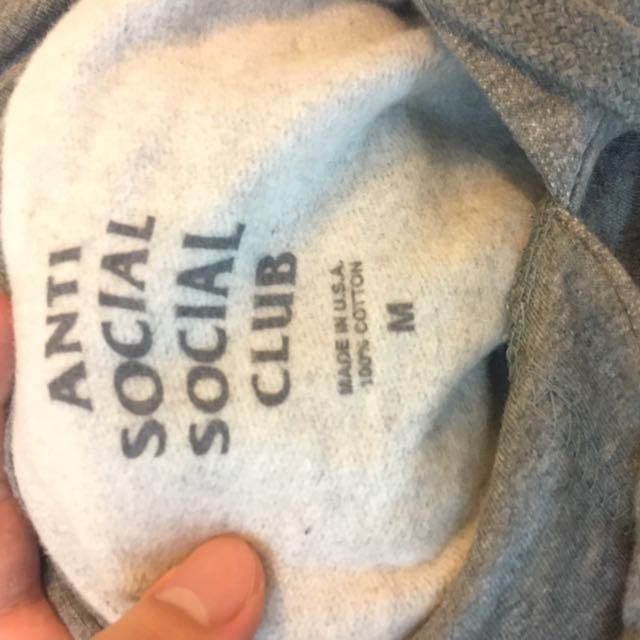 ANTI
SOCIAL
SOCIAL
CLUB
MADE IN U.S.A.
100% COTTON
M